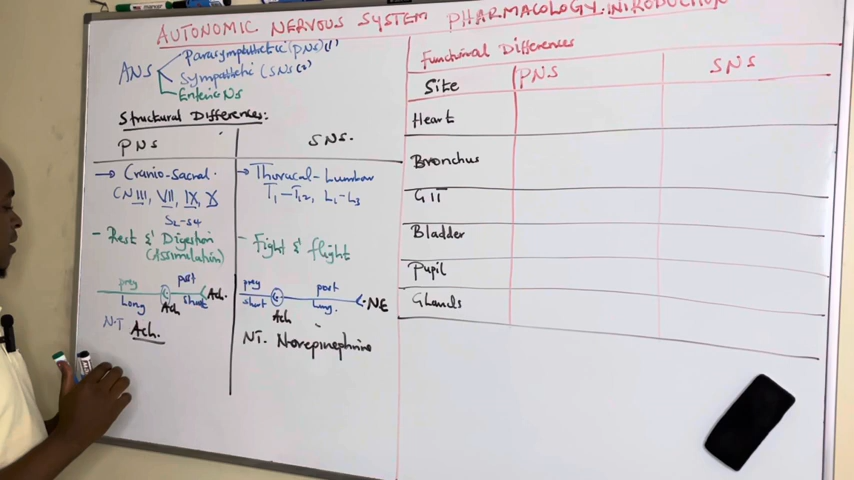 AUTONOMIC NERVOUS SYSTEM PHARMACOLOGY: INTRODUCTION
ANS
Parasympathetic (PNS)(1)
Sympathetic (SNS)(2)
Enteric NS
Structural Differences:
PNS
SNS.
→ Cranio-Sacral.
CN III, VII, IX, X
S2-S4
- Rest & Digestion
(Assimilation)
preg
post
G
Ach.
Long
Ach
short
N.T Ach.
→ Thoracal-Lumbar
T1-T12, L1-L3
- Fight & flight
preg
post
G
NE
short
Long.
Ach
NT. Norepinephrine
Functional Differences
Site
PNS
SNS
Heart
Bronchus
GIT
Bladder
Pupil
Glands